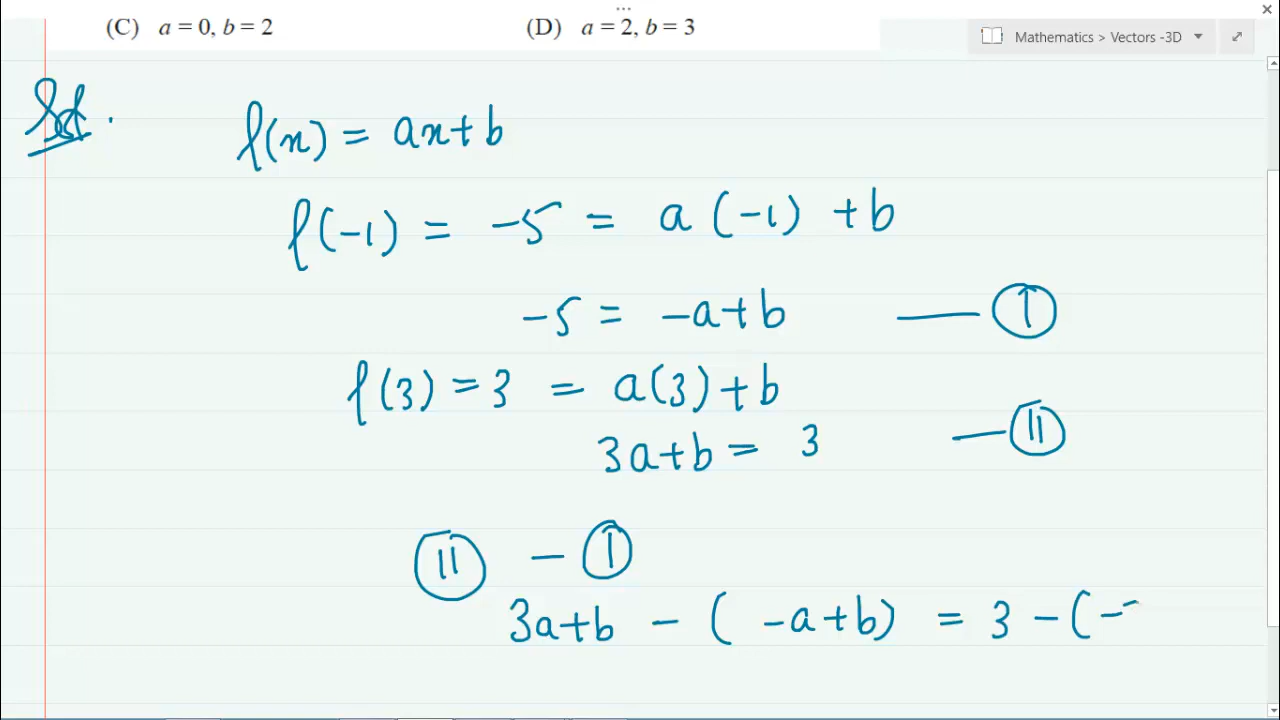 (C) a = 0, b = 2 (D) a = 2, b = 3
Mathematics > Vectors -3D
Sol.
f(x) = ax+b
f(-1) = -5 = a (-1) +b
-5 = -a+b — I
f(3) = 3 = a(3)+b
3a+b = 3 — II
II - I
3a+b - ( -a+b) = 3 - (-